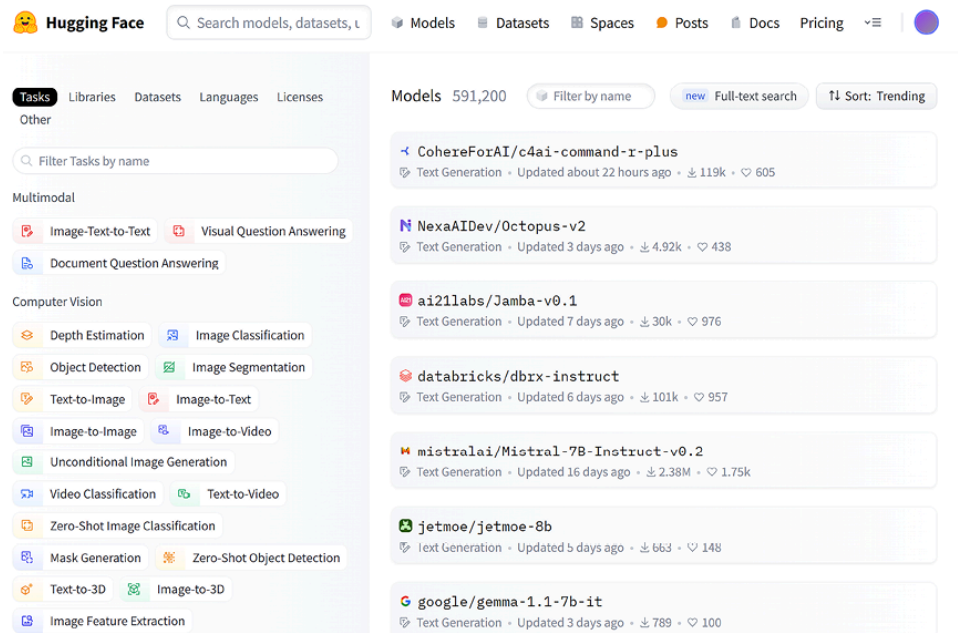 Hugging Face
Search models, datasets, u
Models
Datasets
Spaces
Posts
Docs
Pricing
Tasks Libraries Datasets Languages Licenses
Other
Filter Tasks by name
Multimodal
Image-Text-to-Text Visual Question Answering
Document Question Answering
Computer Vision
Depth Estimation Image Classification
Object Detection Image Segmentation
Text-to-Image Image-to-Text
Image-to-Image Image-to-Video
Unconditional Image Generation
Video Classification Text-to-Video
Zero-Shot Image Classification
Mask Generation Zero-Shot Object Detection
Text-to-3D Image-to-3D
Image Feature Extraction
Models 591,200 Filter by name new Full-text search Sort: Trending
CohereForAI/c4ai-command-r-plus
Text Generation • Updated about 22 hours ago • 119k • 605
NexaAIDev/Octopus-v2
Text Generation • Updated 3 days ago • 4.92k • 438
AI21 ai21labs/Jamba-v0.1
Text Generation • Updated 7 days ago • 30k • 976
databricks/dbrx-instruct
Text Generation • Updated 6 days ago • 101k • 957
mistralai/Mistral-7B-Instruct-v0.2
Text Generation • Updated 16 days ago • 2.38M • 1.75k
jetmoe/jetmoe-8b
Text Generation • Updated 5 days ago • 663 • 148
google/gemma-1.1-7b-it
Text Generation • Updated 3 days ago • 789 • 100